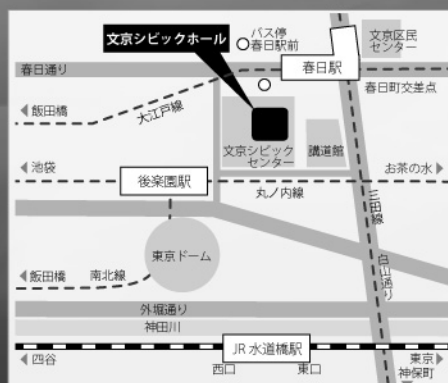 文京シビックホール
バス停
春日駅前
文京区民
センター
春日通り
春日駅
春日町交差点
飯田橋
大江戸線
文京シビック
センター
講道館
池袋
お茶の水
後楽園駅
丸ノ内線
三田線
東京ドーム
白山通り
飯田橋
南北線
外堀通り
神田川
JR 水道橋駅
四谷
西口
東口
東京
神保町